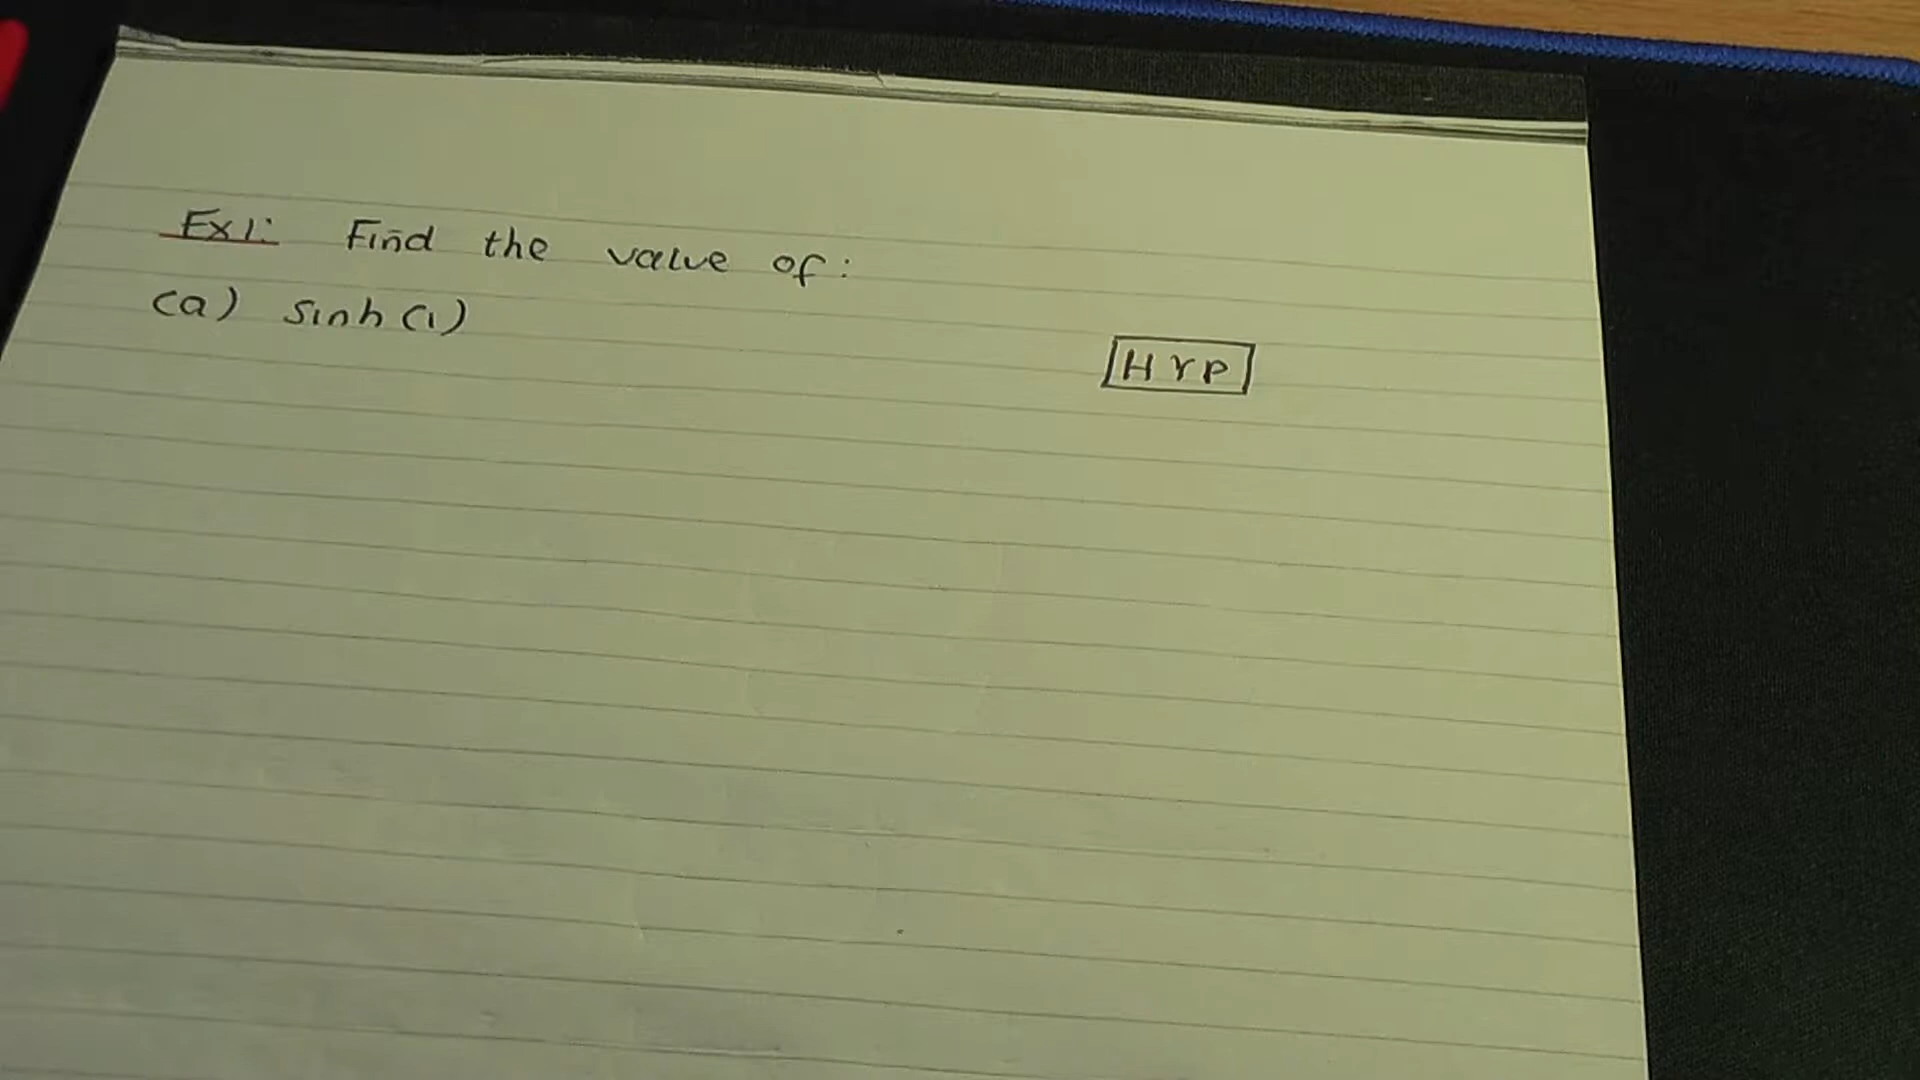 Ex1: Find the value of:
(a) sinh(1)
HYP